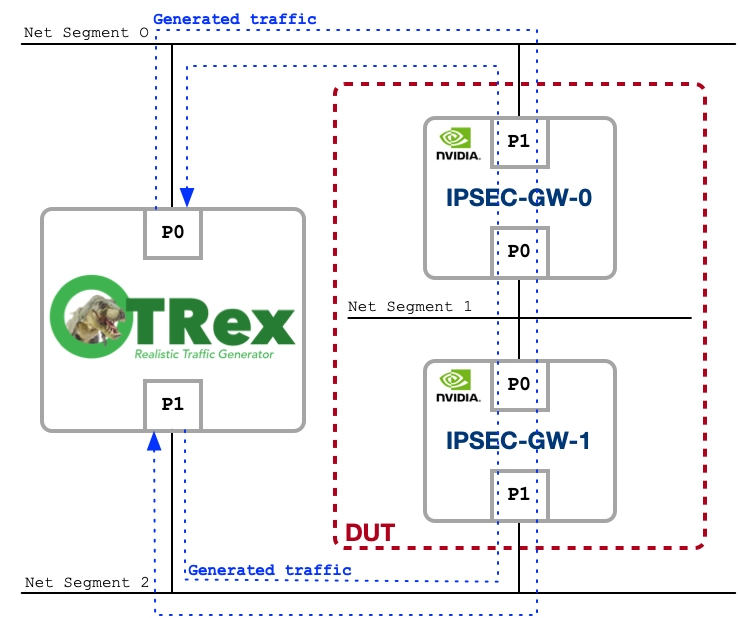 Generated traffic
Net Segment 0
P1
NVIDIA.
IPSEC-GW-0
P0
P0
Net Segment 1
TRex
Realistic Traffic Generator
P0
NVIDIA.
P1
IPSEC-GW-1
P1
DUT
Generated traffic
Net Segment 2